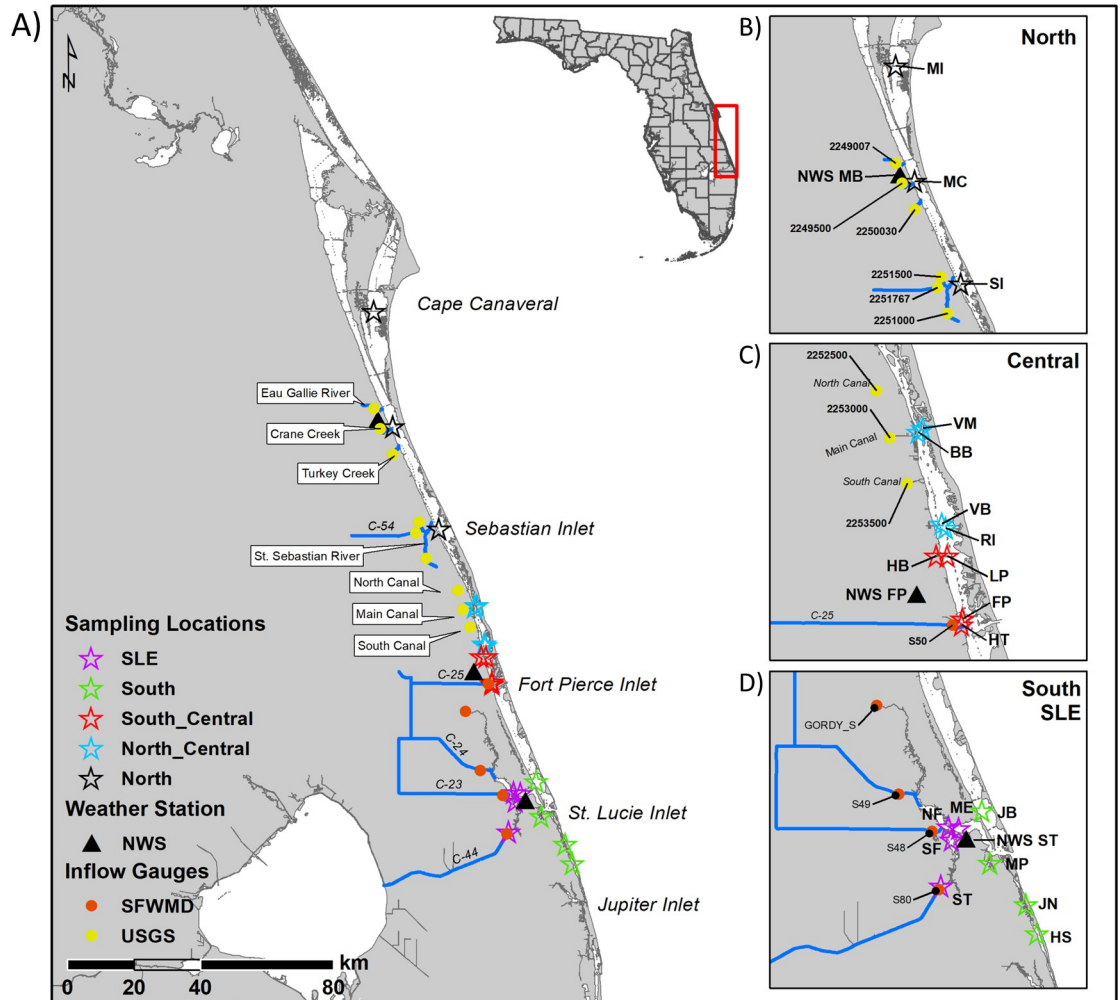 A)
N
Cape Canaveral
Eau Gallie River
Crane Creek
Turkey Creek
C-54
Sebastian Inlet
St. Sebastian River
North Canal
Main Canal
South Canal
C-25
Fort Pierce Inlet
C-24
C-23
St. Lucie Inlet
C-44
Jupiter Inlet
Sampling Locations
SLE
South
South_Central
North_Central
North
Weather Station
NWS
Inflow Gauges
SFWMD
USGS
km
0 20 40 80
B)
North
MI
2249007
NWS MB
MC
2249500
2250030
2251500
SI
2251767
2251000
C)
Central
2252500
North Canal
2253000
VM
Main Canal
BB
South Canal
VB
2253500
RI
HB
LP
NWS FP
FP
C-25
S50
HT
D)
South
SLE
GORDY_S
S49
NF
ME
JB
S48
SF
NWS ST
MP
S80
ST
JN
HS